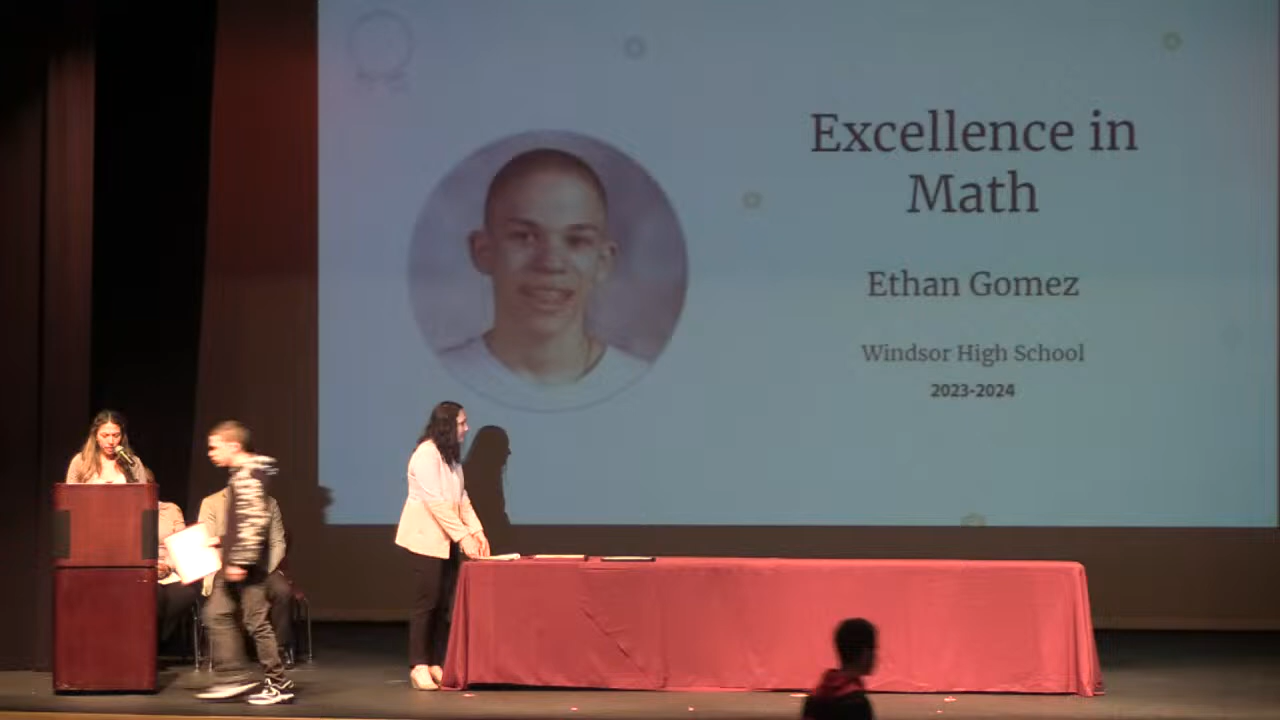 Excellence in
Math
Ethan Gomez
Windsor High School
2023-2024